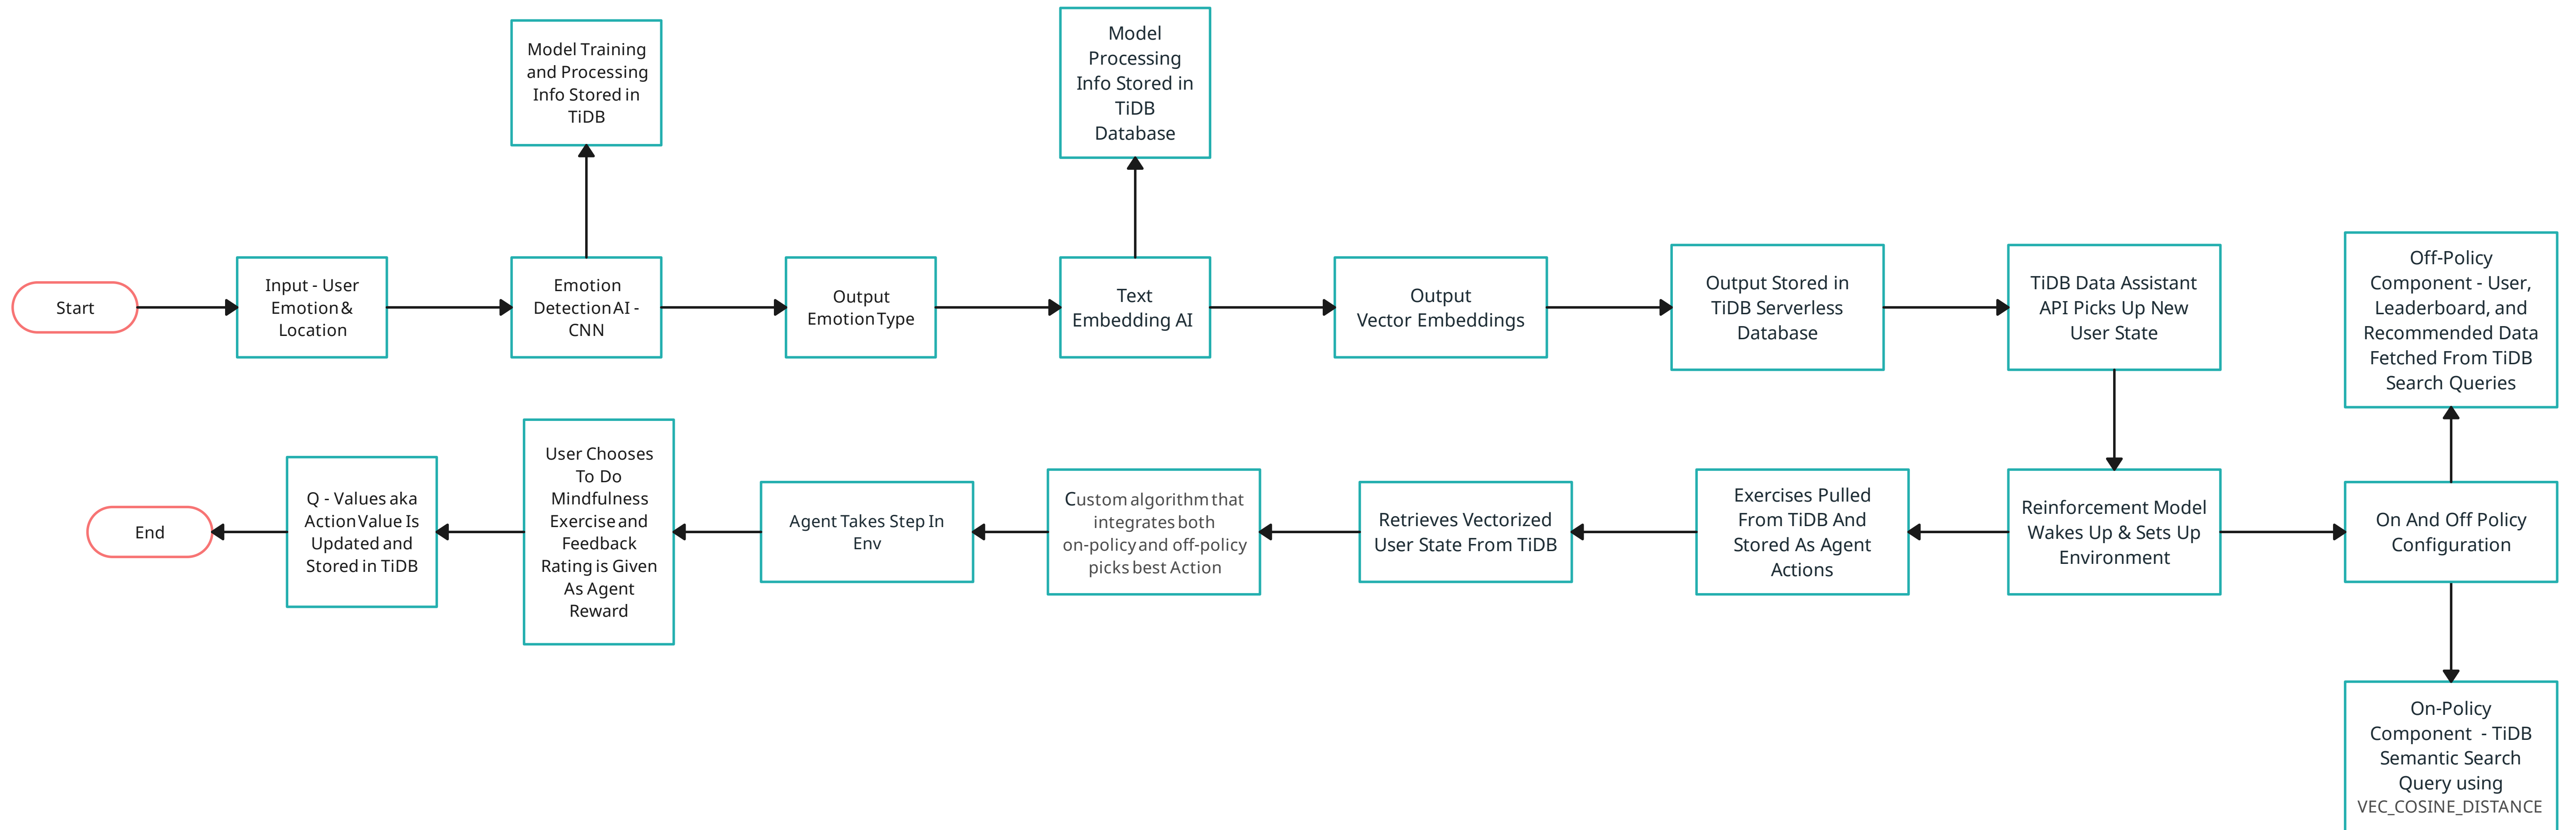 Model Training
and Processing
Info Stored in
TiDB
Model
Processing
Info Stored in
TiDB
Database
Start
Input - User
Emotion &
Location
Emotion
Detection AI -
CNN
Output
Emotion Type
Text
Embedding AI
Output
Vector Embeddings
Output Stored in
TiDB Serverless
Database
TiDB Data Assistant
API Picks Up New
User State
Off-Policy
Component - User,
Leaderboard, and
Recommended Data
Fetched From TiDB
Search Queries
End
Q - Values aka
Action Value Is
Updated and
Stored in TiDB
User Chooses
To Do
Mindfulness
Exercise and
Feedback
Rating is Given
As Agent
Reward
Agent Takes Step In
Env
Custom algorithm that
integrates both
on-policy and off-policy
picks best Action
Retrieves Vectorized
User State From TiDB
Exercises Pulled
From TiDB And
Stored As Agent
Actions
Reinforcement Model
Wakes Up & Sets Up
Environment
On And Off Policy
Configuration
On-Policy
Component - TiDB
Semantic Search
Query using
VEC_COSINE_DISTANCE